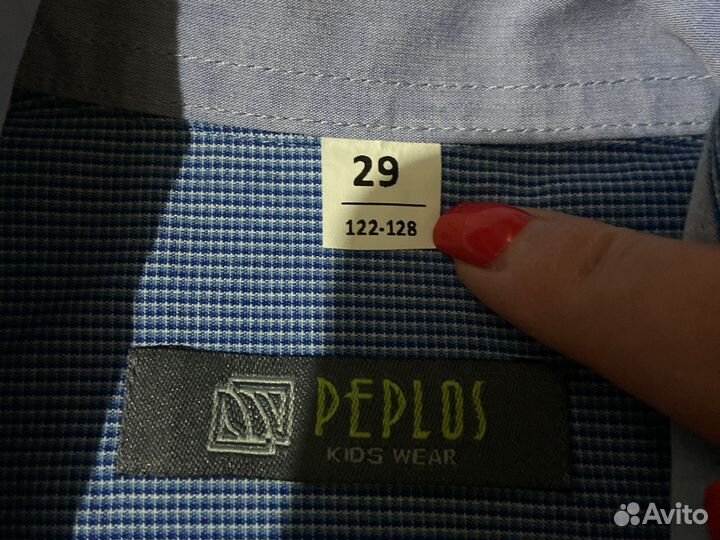 29
122-128
PEPLOS
KIDS WEAR
Avito